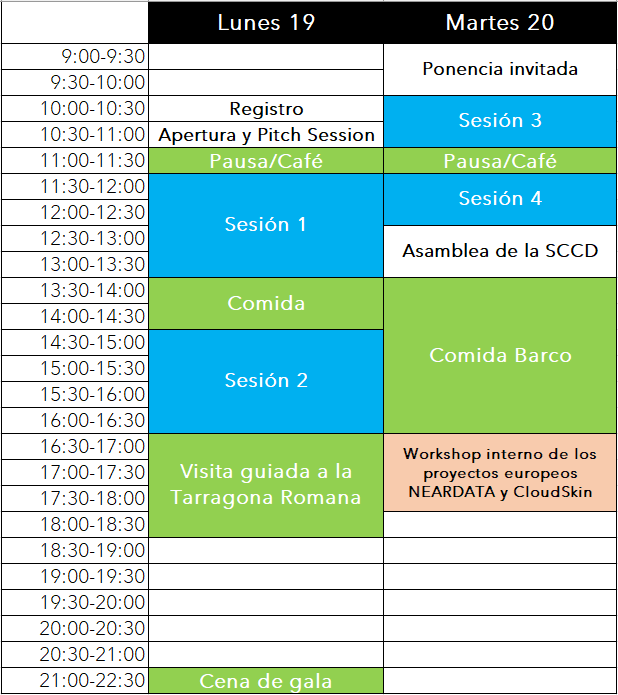 Lunes 19 Martes 20
9:00-9:30
Ponencia invitada
9:30-10:00
10:00-10:30 Registro
Sesión 3
10:30-11:00 Apertura y Pitch Session
11:00-11:30 Pausa/Café Pausa/Café
11:30-12:00
Sesión 4
12:00-12:30
Sesión 1
12:30-13:00
Asamblea de la SCCD
13:00-13:30
13:30-14:00
Comida
14:00-14:30
14:30-15:00
Comida Barco
15:00-15:30
Sesión 2
15:30-16:00
16:00-16:30
16:30-17:00 Workshop interno de los
Visita guiada a la proyectos europeos
17:00-17:30
Tarragona Romana NEARDATA y CloudSkin
17:30-18:00
18:00-18:30
18:30-19:00
19:00-19:30
19:30-20:00
20:00-20:30
20:30-21:00
21:00-22:30 Cena de gala